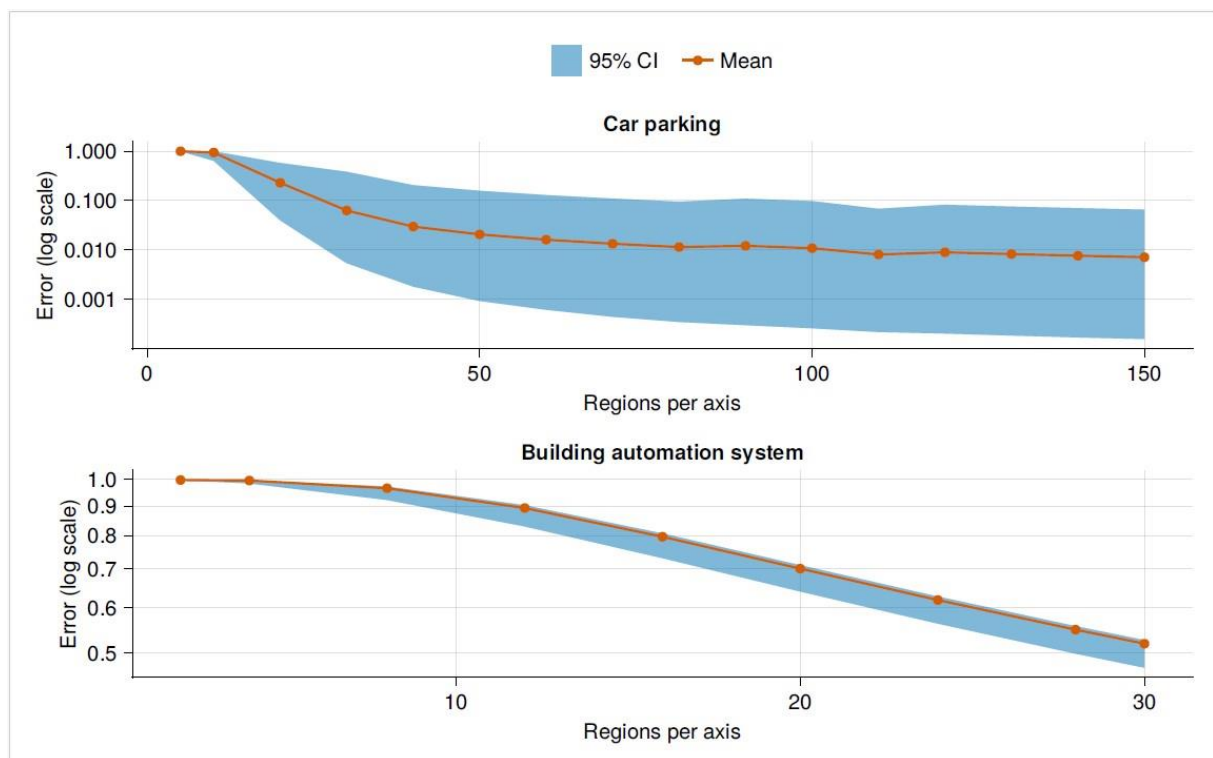 95% CI Mean
Car parking
Error (log scale)
1.000
0.100
0.010
0.001
0 50 100 150
Regions per axis
Building automation system
Error (log scale)
1.0
0.9
0.8
0.7
0.6
0.5
10 20 30
Regions per axis